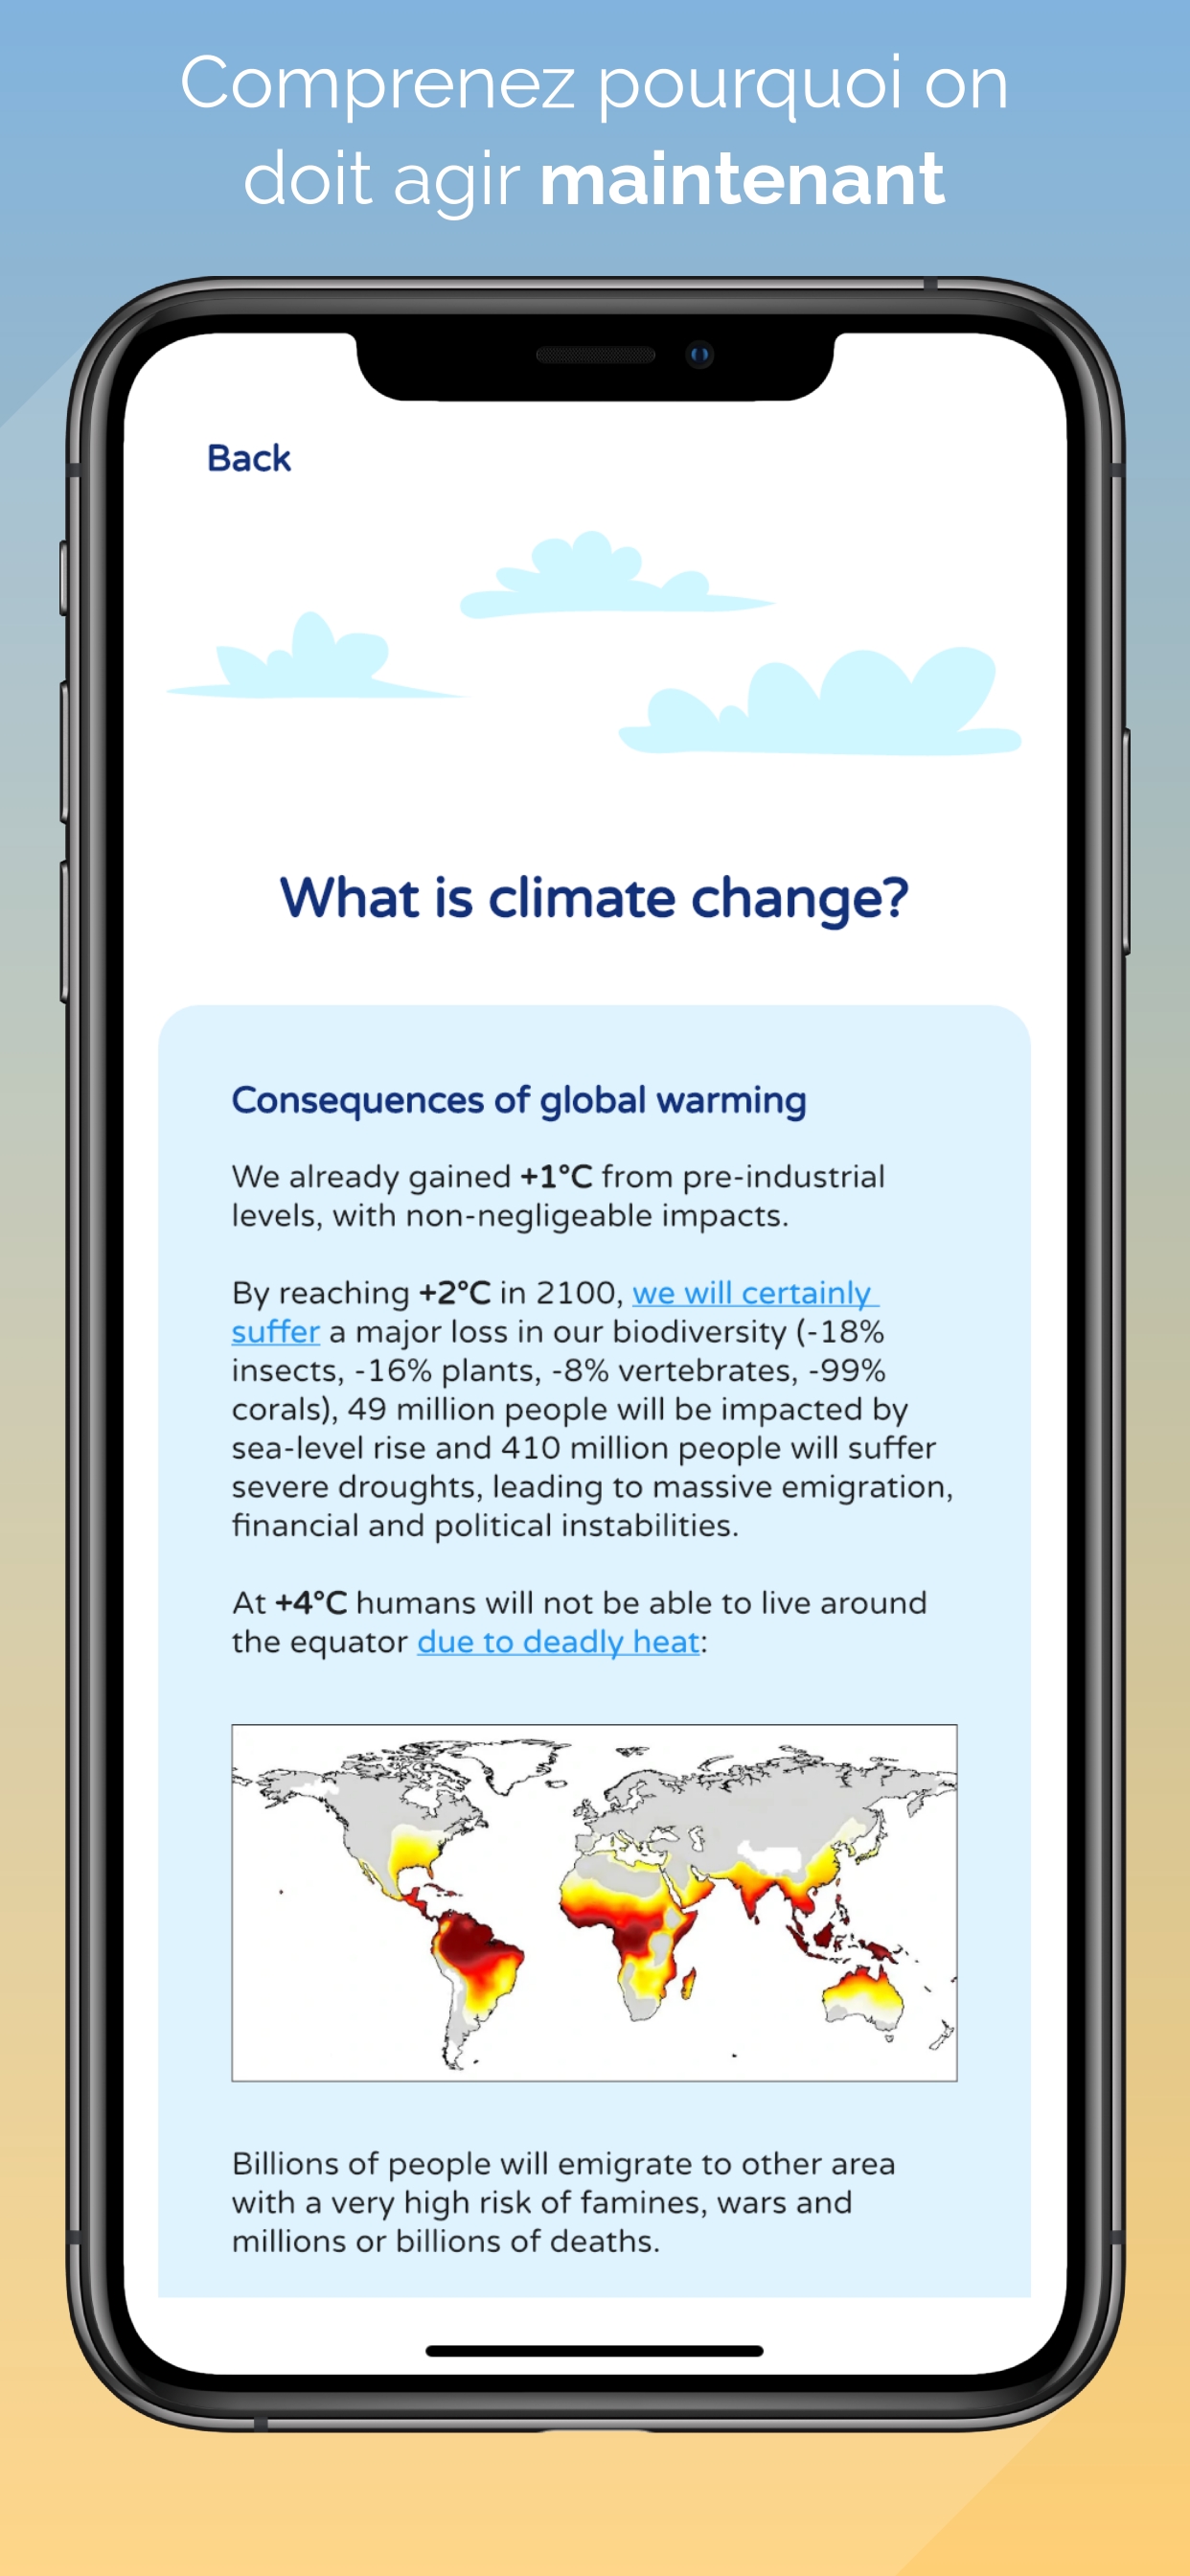 Comprenez pourquoi on
doit agir maintenant
Back
What is climate change?
Consequences of global warming
We already gained +1°C from pre-industrial
levels, with non-negligeable impacts.
By reaching +2°C in 2100, we will certainly
suffer a major loss in our biodiversity (-18%
insects, -16% plants, -8% vertebrates, -99%
corals), 49 million people will be impacted by
sea-level rise and 410 million people will suffer
severe droughts, leading to massive emigration,
financial and political instabilities.
At +4°C humans will not be able to live around
the equator due to deadly heat:
Billions of people will emigrate to other area
with a very high risk of famines, wars and
millions or billions of deaths.